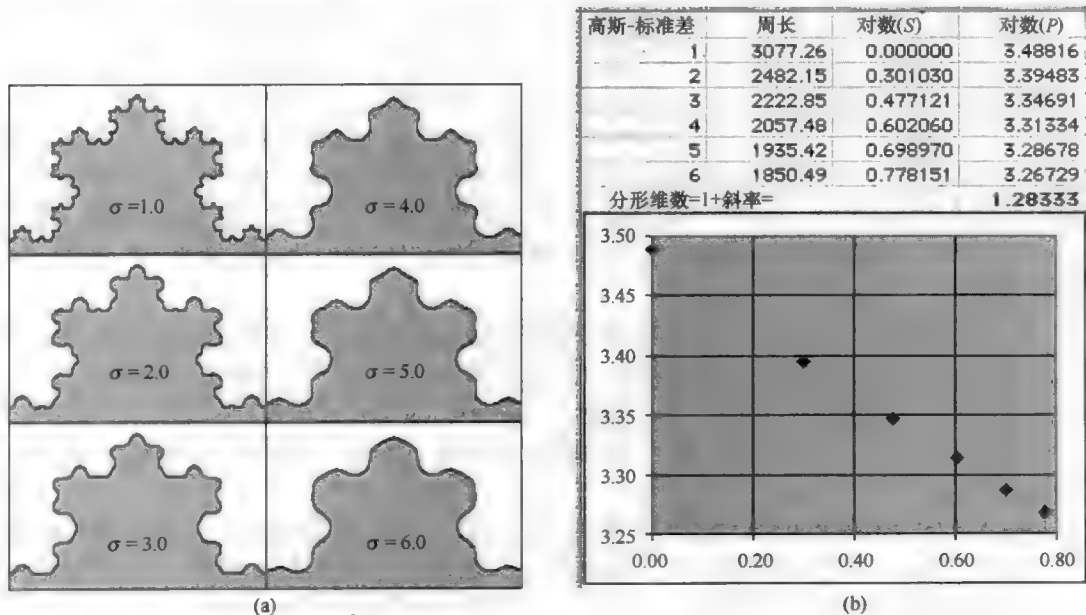 σ =1.0
σ = 4.0
σ = 2.0
σ = 5.0
σ = 3.0
σ = 6.0
(a)
高斯-标准差 周长 对数(S) 对数(P)
1 3077.26 0.000000 3.48816
2 2482.15 0.301030 3.39483
3 2222.85 0.477121 3.34691
4 2057.48 0.602060 3.31334
5 1935.42 0.698970 3.28678
6 1850.49 0.778151 3.26729
分形维数=1+斜率= 1.28333
3.50
3.45
3.40
3.35
3.30
3.25
0.00 0.20 0.40 0.60 0.80
(b)